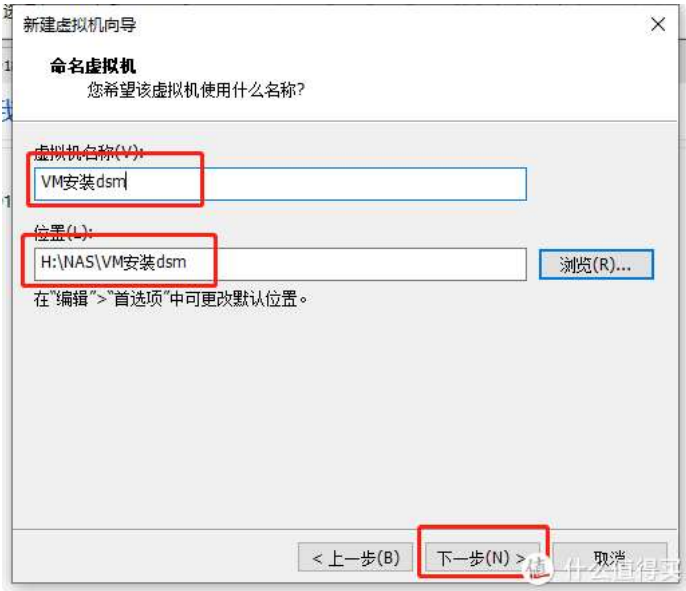 新建虚拟机向导
命名虚拟机
您希望该虚拟机使用什么名称?
虚拟机名称(V):
VM安装dsm
位置(L):
H:\NAS\VM安装dsm
浏览(R)...
在"编辑">"首选项"中可更改默认位置。
< 上一步(B)
下一步(N) >
取消
值 什么值得买